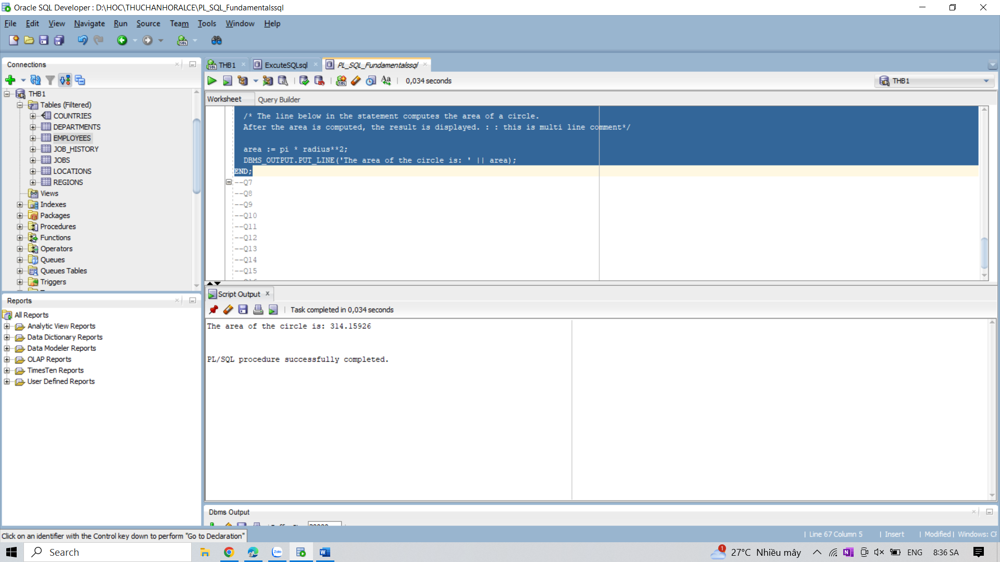 Oracle SQL Developer : D:\HOC\THUCHANHORALCE\PL_SQL_Fundamentalssql
File Edit View Navigate Run Source Team Tools Window Help
Connections
THB1
Tables (Filtered)
COUNTRIES
DEPARTMENTS
EMPLOYEES
JOB_HISTORY
JOBS
LOCATIONS
REGIONS
Views
Indexes
Packages
Procedures
Functions
Operators
Queues
Queues Tables
Triggers
Reports
All Reports
Analytic View Reports
Data Dictionary Reports
Data Modeler Reports
OLAP Reports
TimesTen Reports
User Defined Reports
THB1 ExcuteSQLsql PL_SQL_Fundamentalssql
0,034 seconds
THB1
Worksheet Query Builder
/* The line below in the statement computes the area of a circle.
After the area is computed, the result is displayed. : : this is multi line comment*/
area := pi * radius**2;
DBMS_OUTPUT.PUT_LINE('The area of the circle is: ' || area);
END;
--Q7
--Q8
--Q9
--Q10
--Q11
--Q12
--Q13
--Q14
--Q15
Script Output
Task completed in 0,034 seconds
The area of the circle is: 314.15926
PL/SQL procedure successfully completed.
Dbms Output
Click on an identifier with the Control key down to perform "Go to Declaration"
Line 67 Column 5 | Insert | Modified | Windows:
Search
Zalo
1
27°C Nhiều mây
ENG
8:36 SA